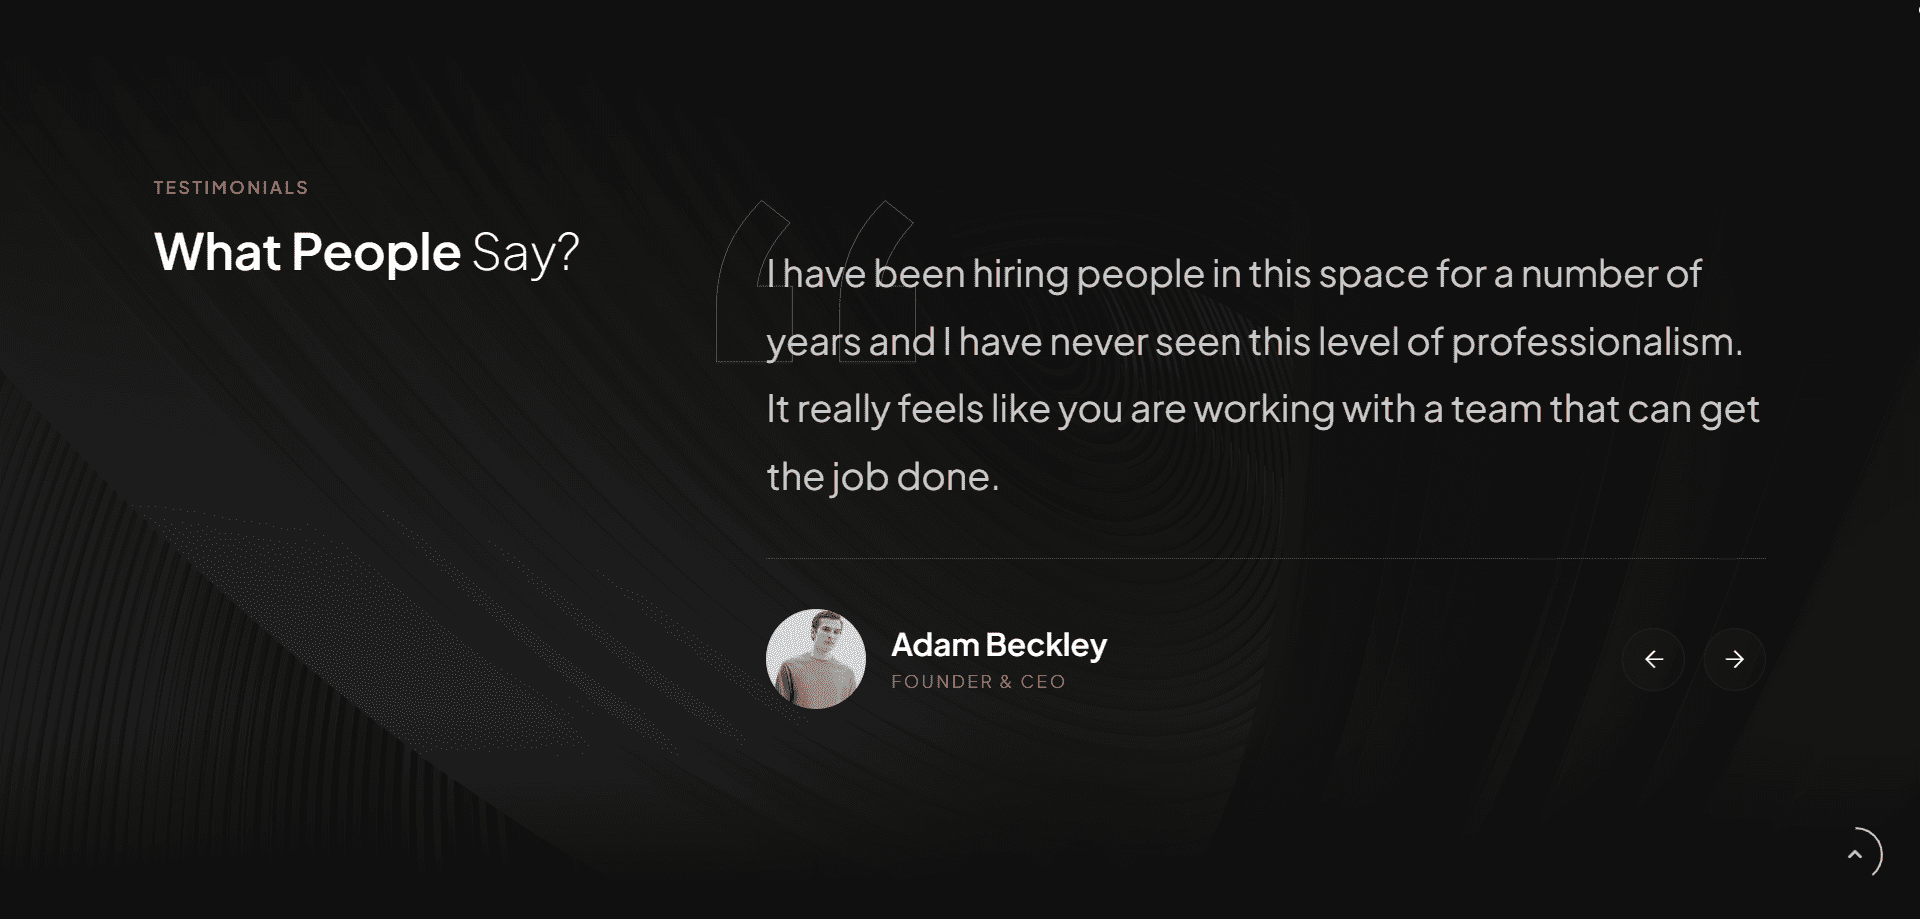 TESTIMONIALS
What People Say?
I have been hiring people in this space for a number of
years and I have never seen this level of professionalism.
It really feels like you are working with a team that can get
the job done.
Adam Beckley
FOUNDER & CEO